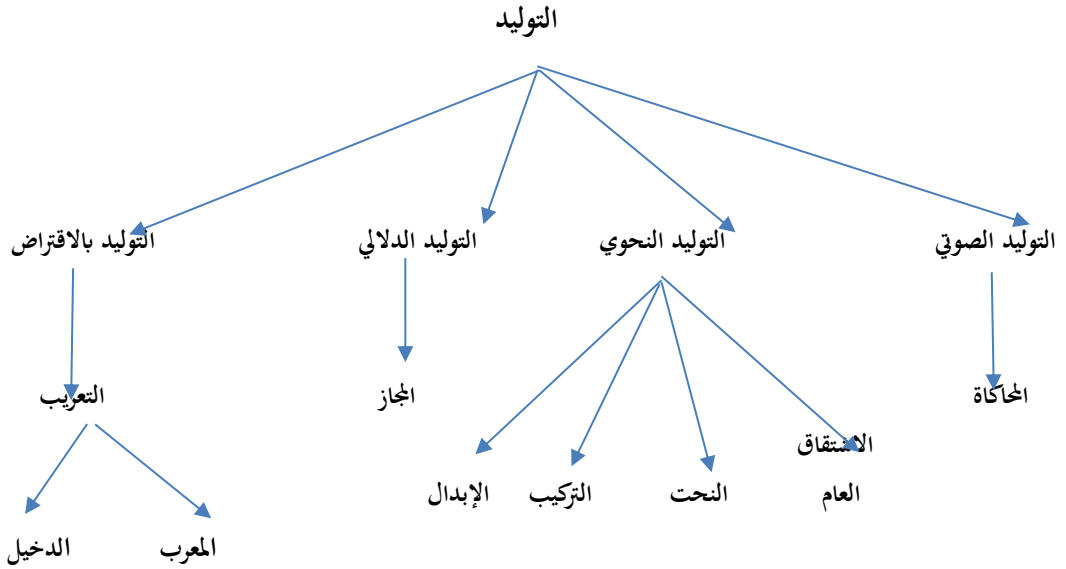 التوليد
التوليد الصوتي
التوليد النحوي
التوليد الدلالي
التوليد بالاقتراض
المحاكاة
المجاز
التعريب
الاشتقاق
العام
النحت
التركيب
الإبدال
المعرب
الدخيل